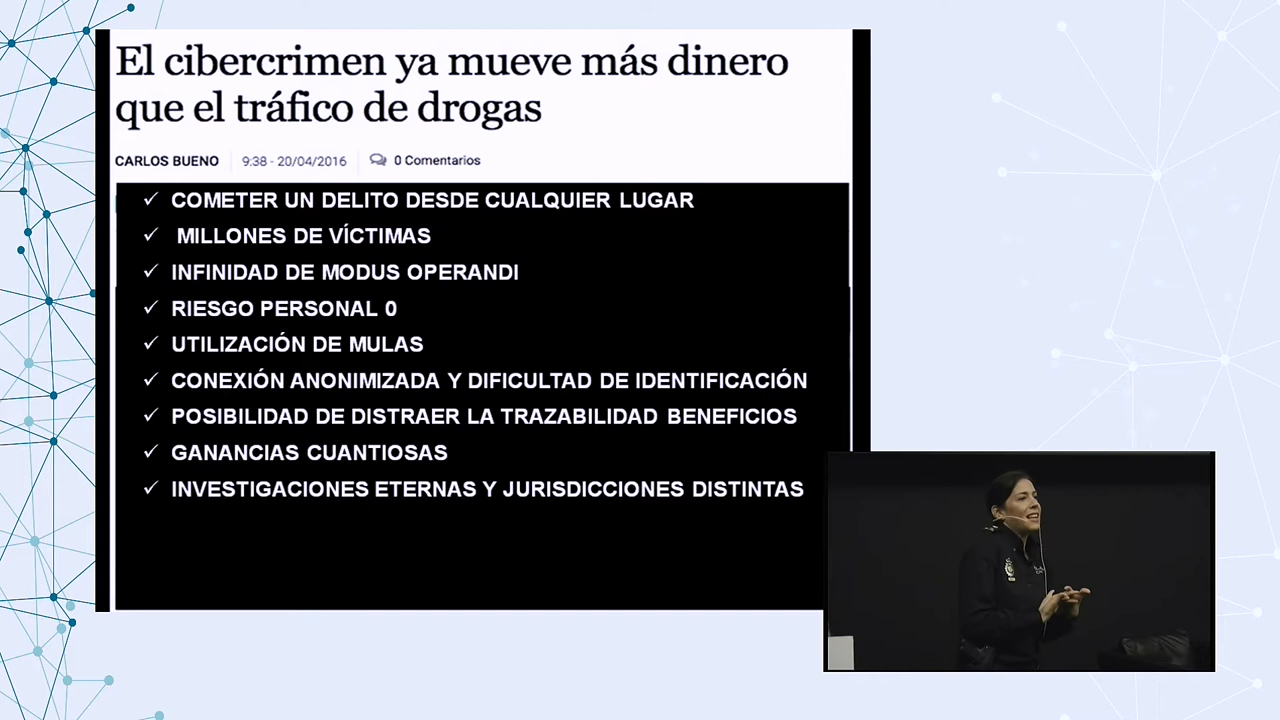 El cibercrimen ya mueve más dinero
que el tráfico de drogas
CARLOS BUENO 9:38 - 20/04/2016 0 Comentarios
✓ COMETER UN DELITO DESDE CUALQUIER LUGAR
✓ MILLONES DE VÍCTIMAS
✓ INFINIDAD DE MODUS OPERANDI
✓ RIESGO PERSONAL 0
✓ UTILIZACIÓN DE MULAS
✓ CONEXIÓN ANONIMIZADA Y DIFICULTAD DE IDENTIFICACIÓN
✓ POSIBILIDAD DE DISTRAER LA TRAZABILIDAD BENEFICIOS
✓ GANANCIAS CUANTIOSAS
✓ INVESTIGACIONES ETERNAS Y JURISDICCIONES DISTINTAS